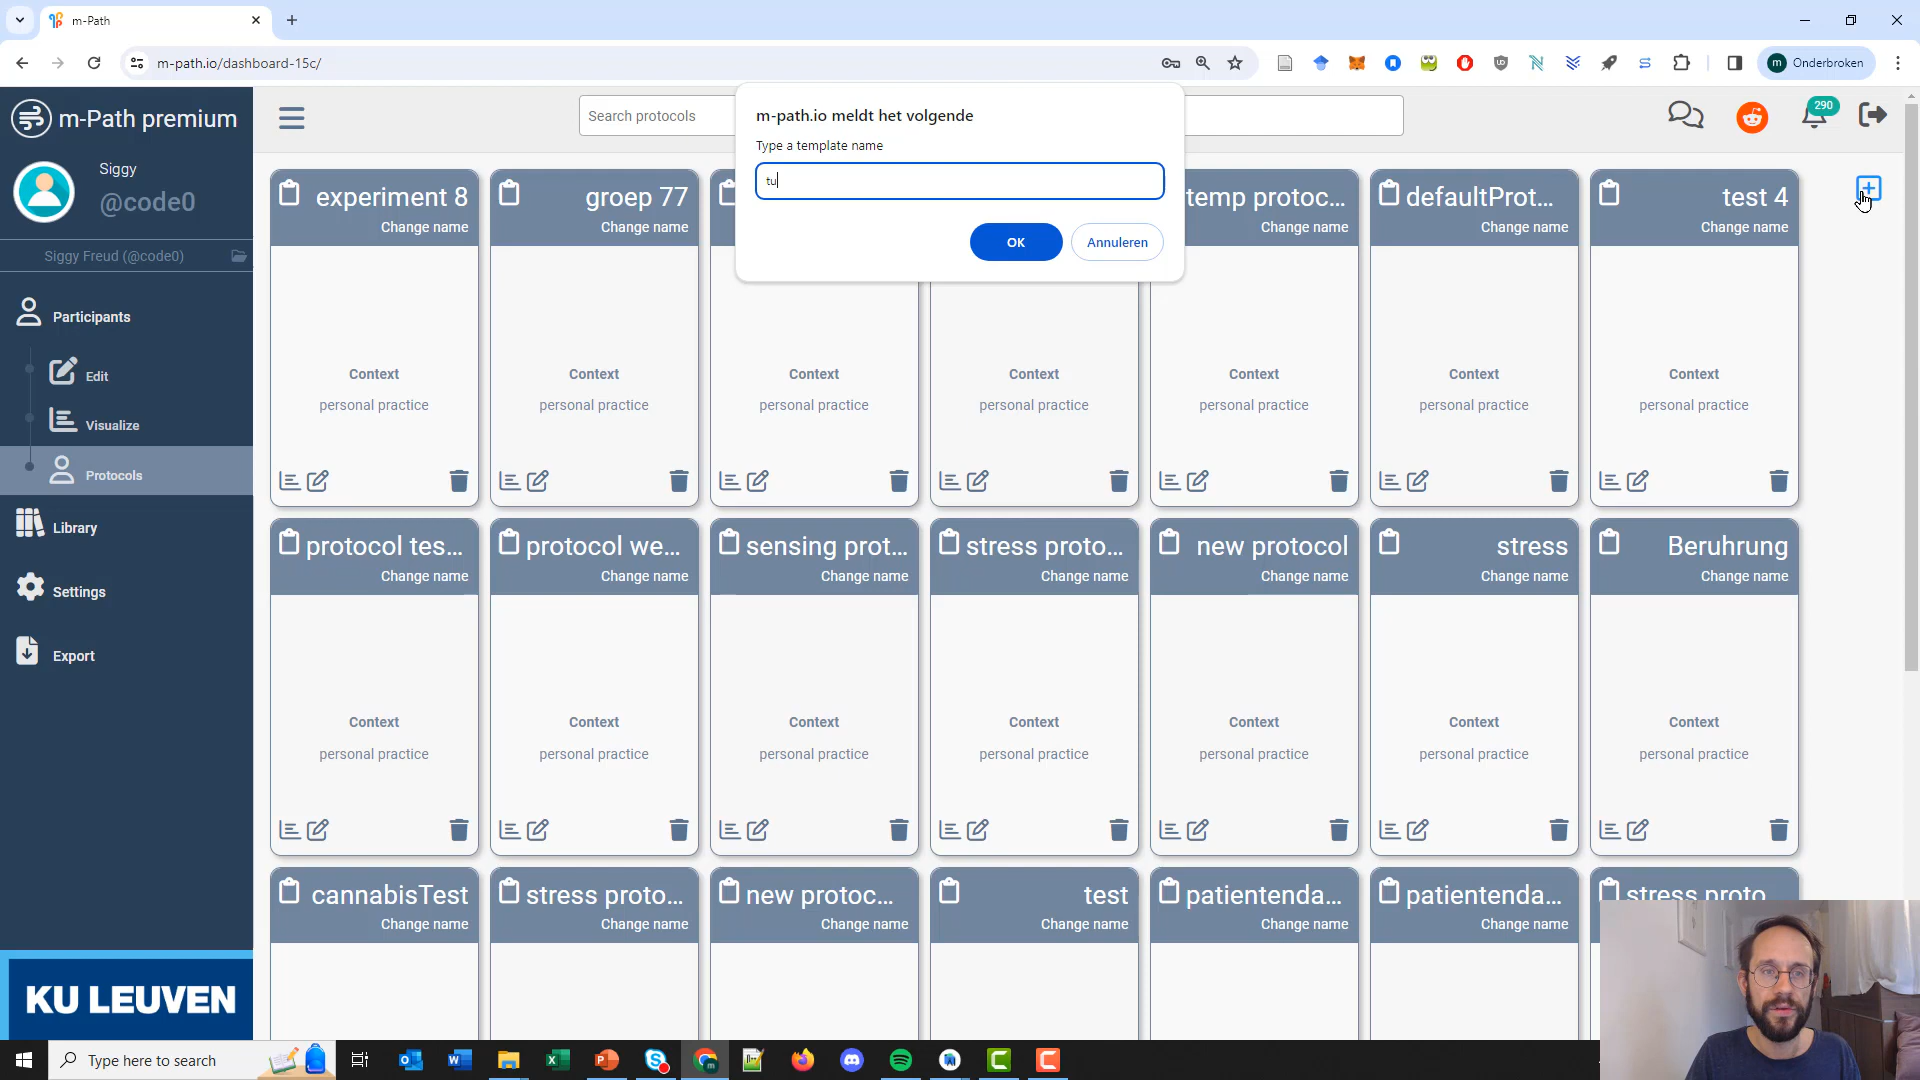 m-Path
m-path.io/dashboard-15c/
m
Onderbroken
m-Path premium
Siggy
@code0
Siggy Freud (@code0)
Participants
Edit
Visualize
Protocols
Library
Settings
Export
KU LEUVEN
Search protocols
290
m-path.io meldt het volgende
Type a template name
tu
OK
Annuleren
experiment 8
Change name
Context
personal practice
groep 77
Change name
Context
personal practice
Context
personal practice
Context
personal practice
temp protoc...
Change name
Context
personal practice
defaultProt...
Change name
Context
personal practice
test 4
Change name
Context
personal practice
protocol tes...
Change name
Context
personal practice
protocol we...
Change name
Context
personal practice
sensing prot...
Change name
Context
personal practice
stress proto...
Change name
Context
personal practice
new protocol
Change name
Context
personal practice
stress
Change name
Context
personal practice
Beruhrung
Change name
Context
personal practice
cannabisTest
Change name
stress proto...
Change name
new protoc...
Change name
test
Change name
patientenda...
Change name
patientenda...
Change name
stress proto
Type here to search